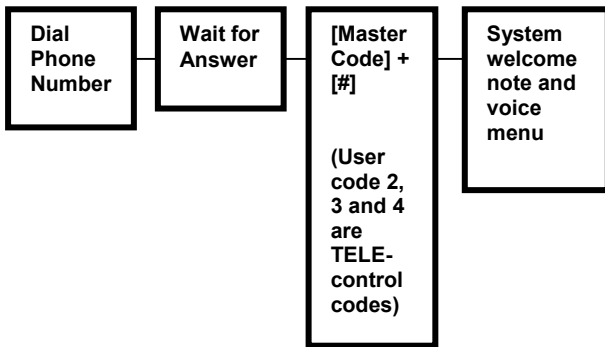 Dial
Phone
Number
Wait for
Answer
[Master
Code] +
[#]
(User
code 2,
3 and 4
are
TELE-
control
codes)
System
welcome
note and
voice
menu